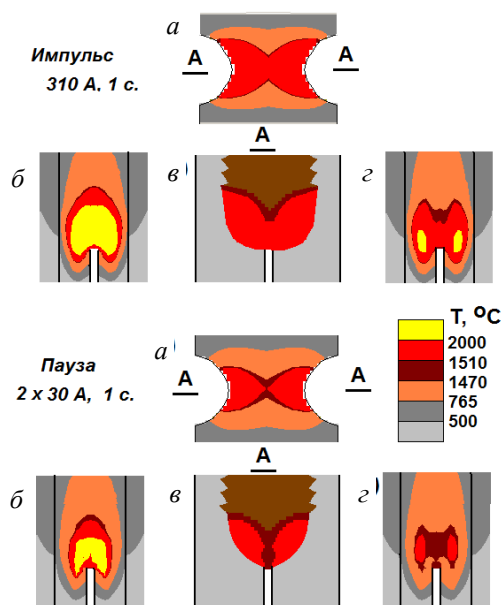 а
Импульс
310 А, 1 с.
А А
А
б в г
Т, °С
2000
1510
1470
765
500
Пауза
2 х 30 А, 1 с.
а
А А
А
б в г